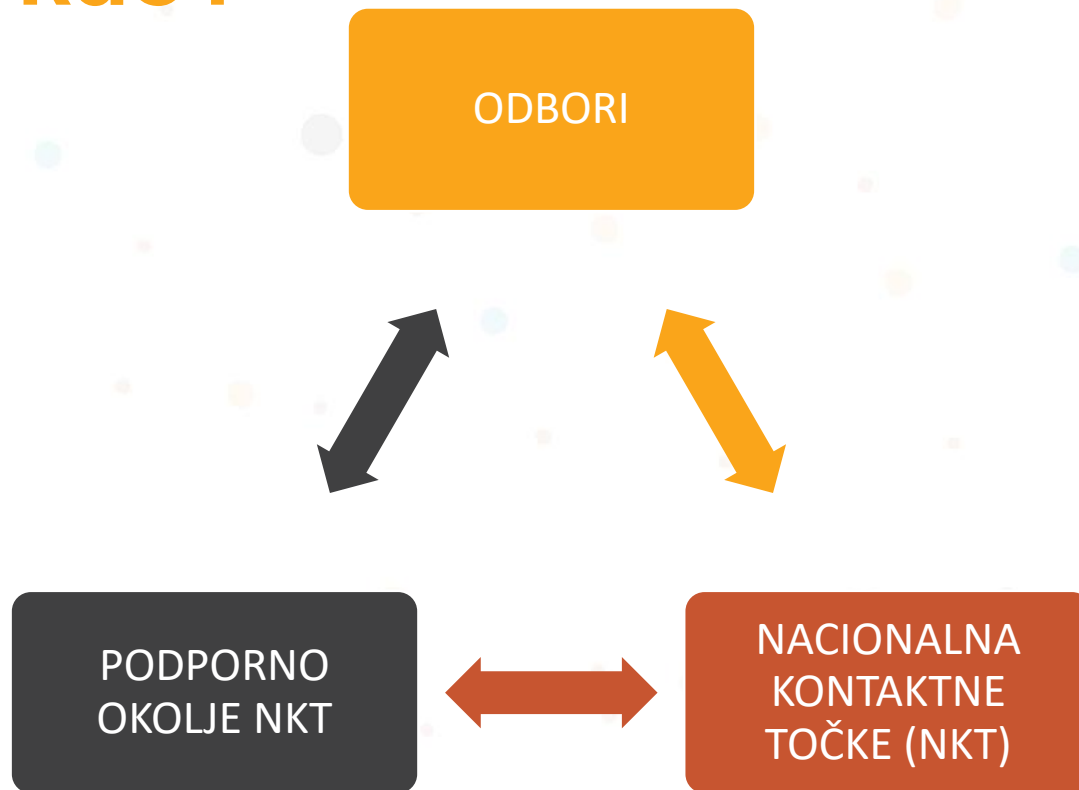 ODBORI
PODPORNO
OKOLJE NKT
NACIONALNA
KONTAKTNE
TOČKE (NKT)